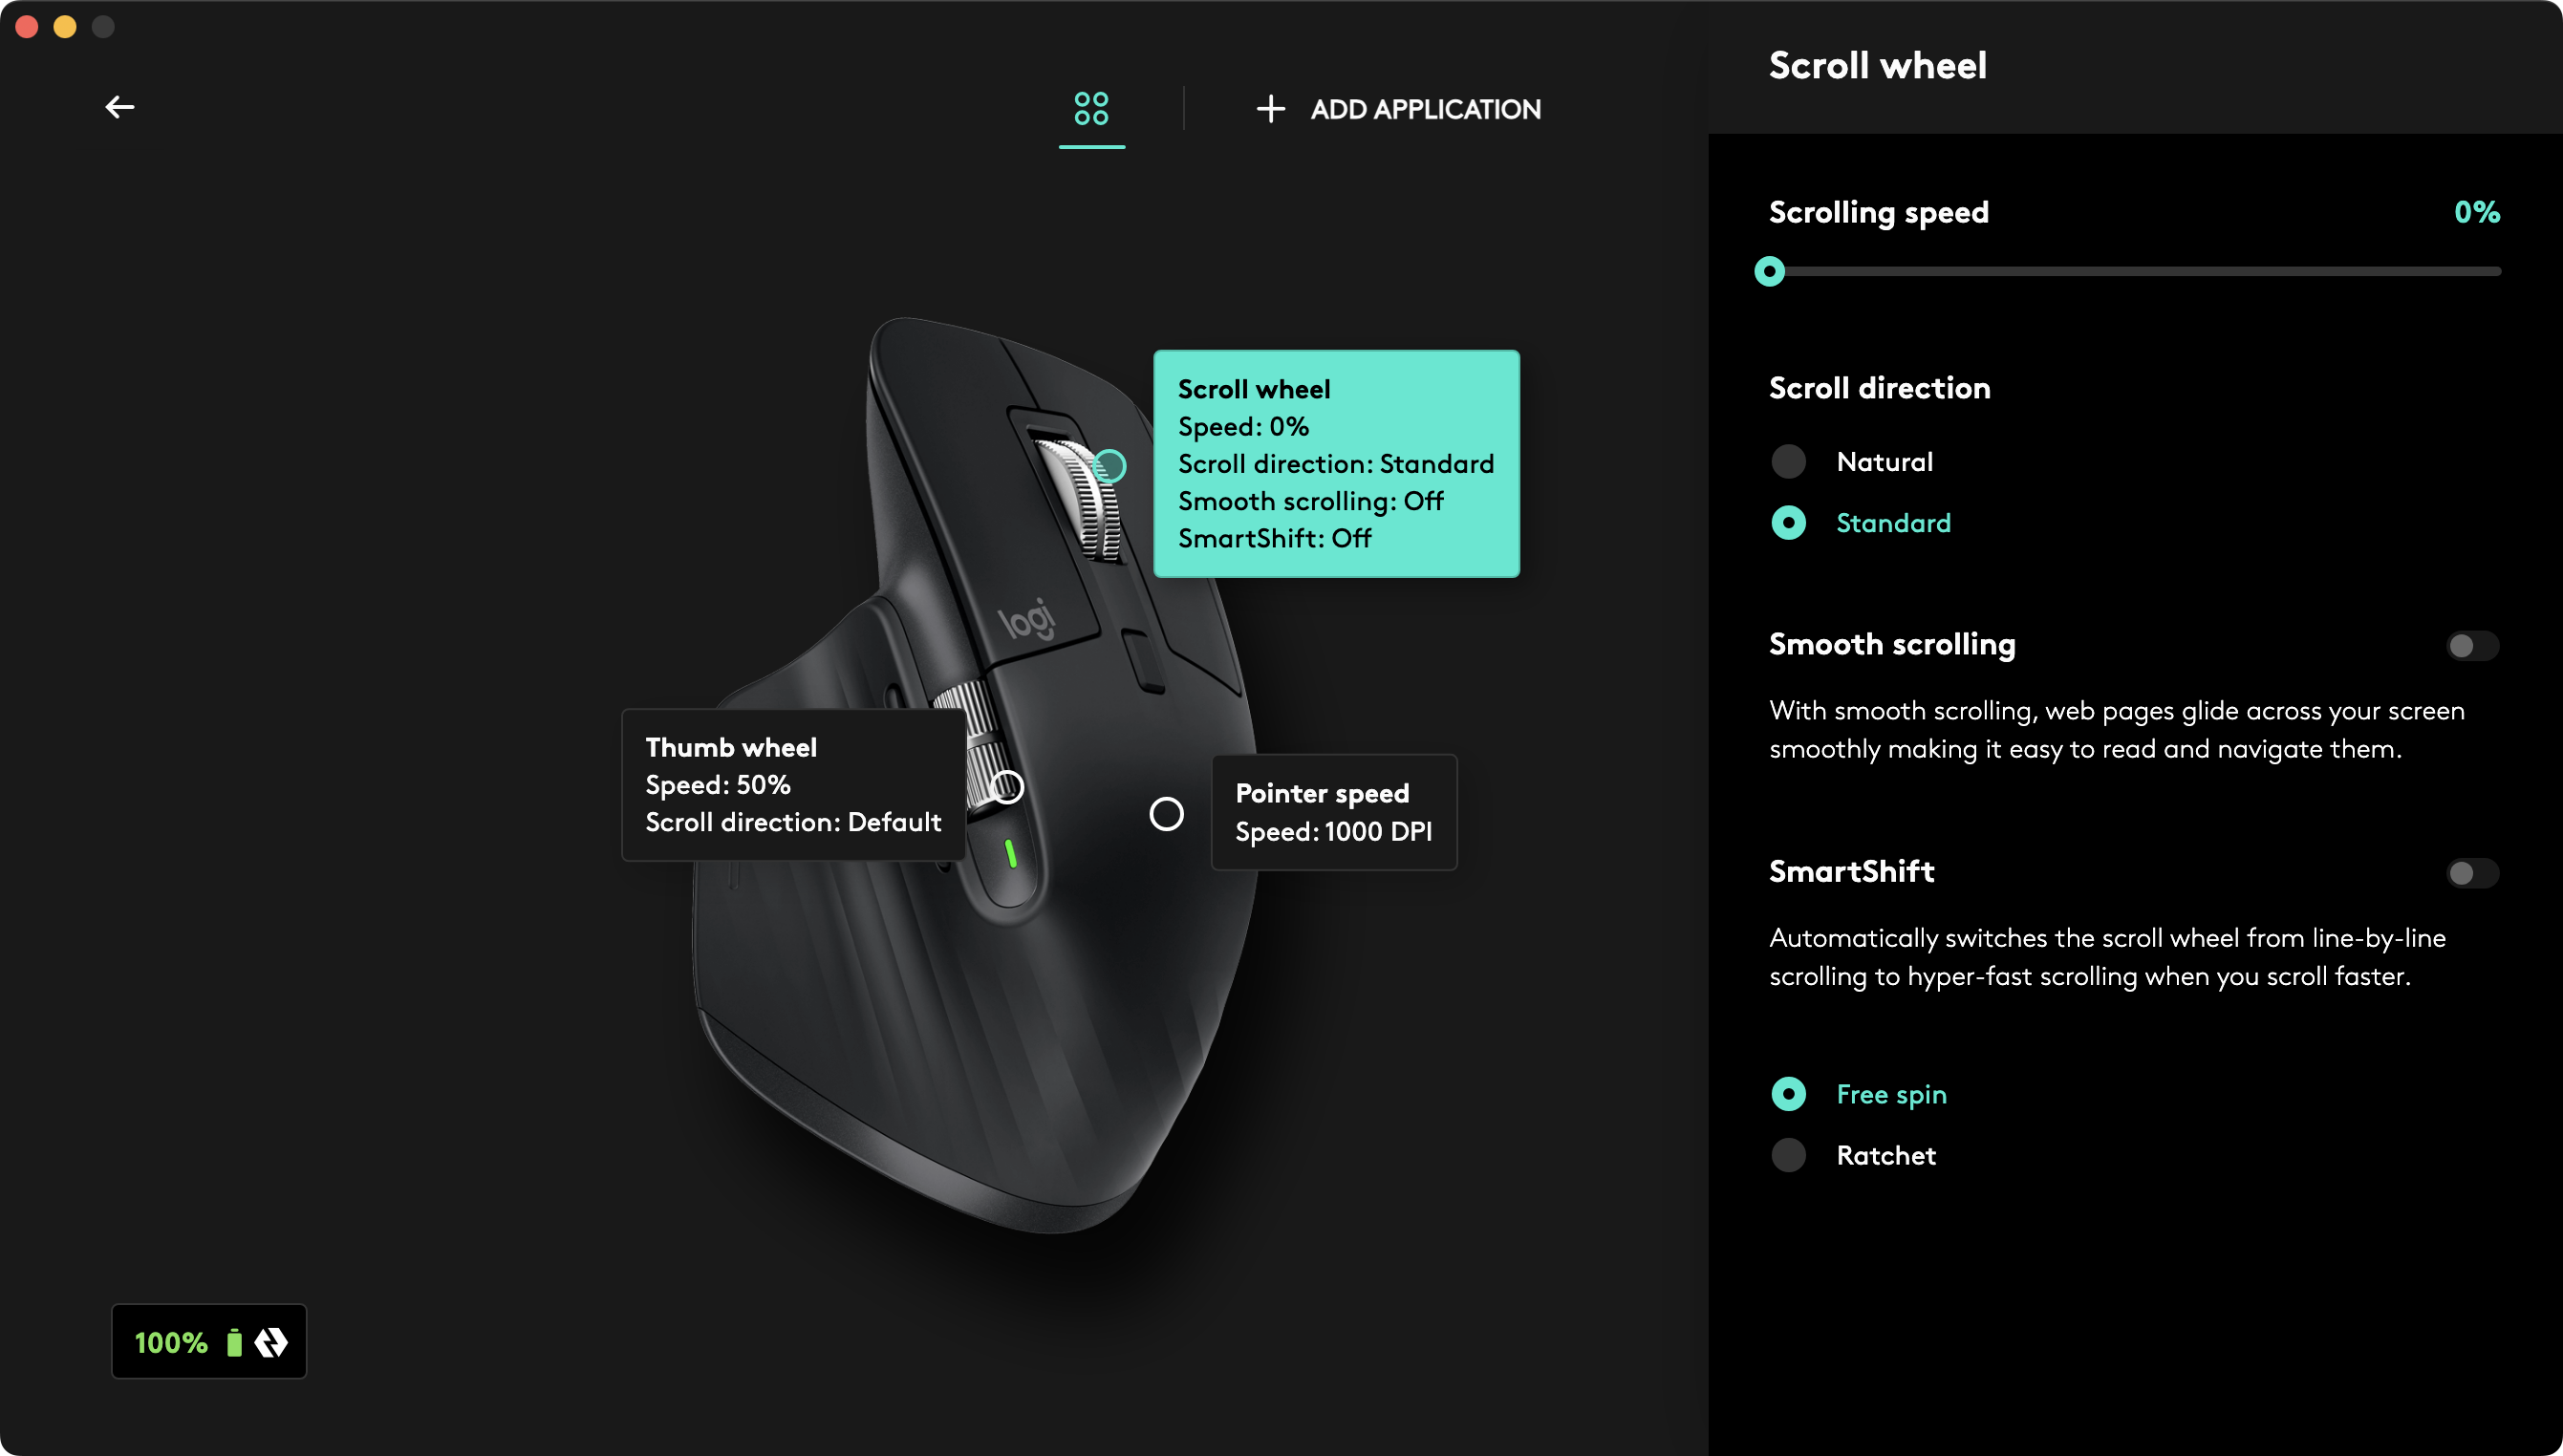 ADD APPLICATION
Scroll wheel
Speed: 0%
Scroll direction: Standard
Smooth scrolling: Off
SmartShift: Off
logi
Thumb wheel
Speed: 50%
Scroll direction: Default
Pointer speed
Speed: 1000 DPI
100%
Scroll wheel
Scrolling speed
0%
Scroll direction
Natural
Standard
Smooth scrolling
With smooth scrolling, web pages glide across your screen
smoothly making it easy to read and navigate them.
SmartShift
Automatically switches the scroll wheel from line-by-line
scrolling to hyper-fast scrolling when you scroll faster.
Free spin
Ratchet